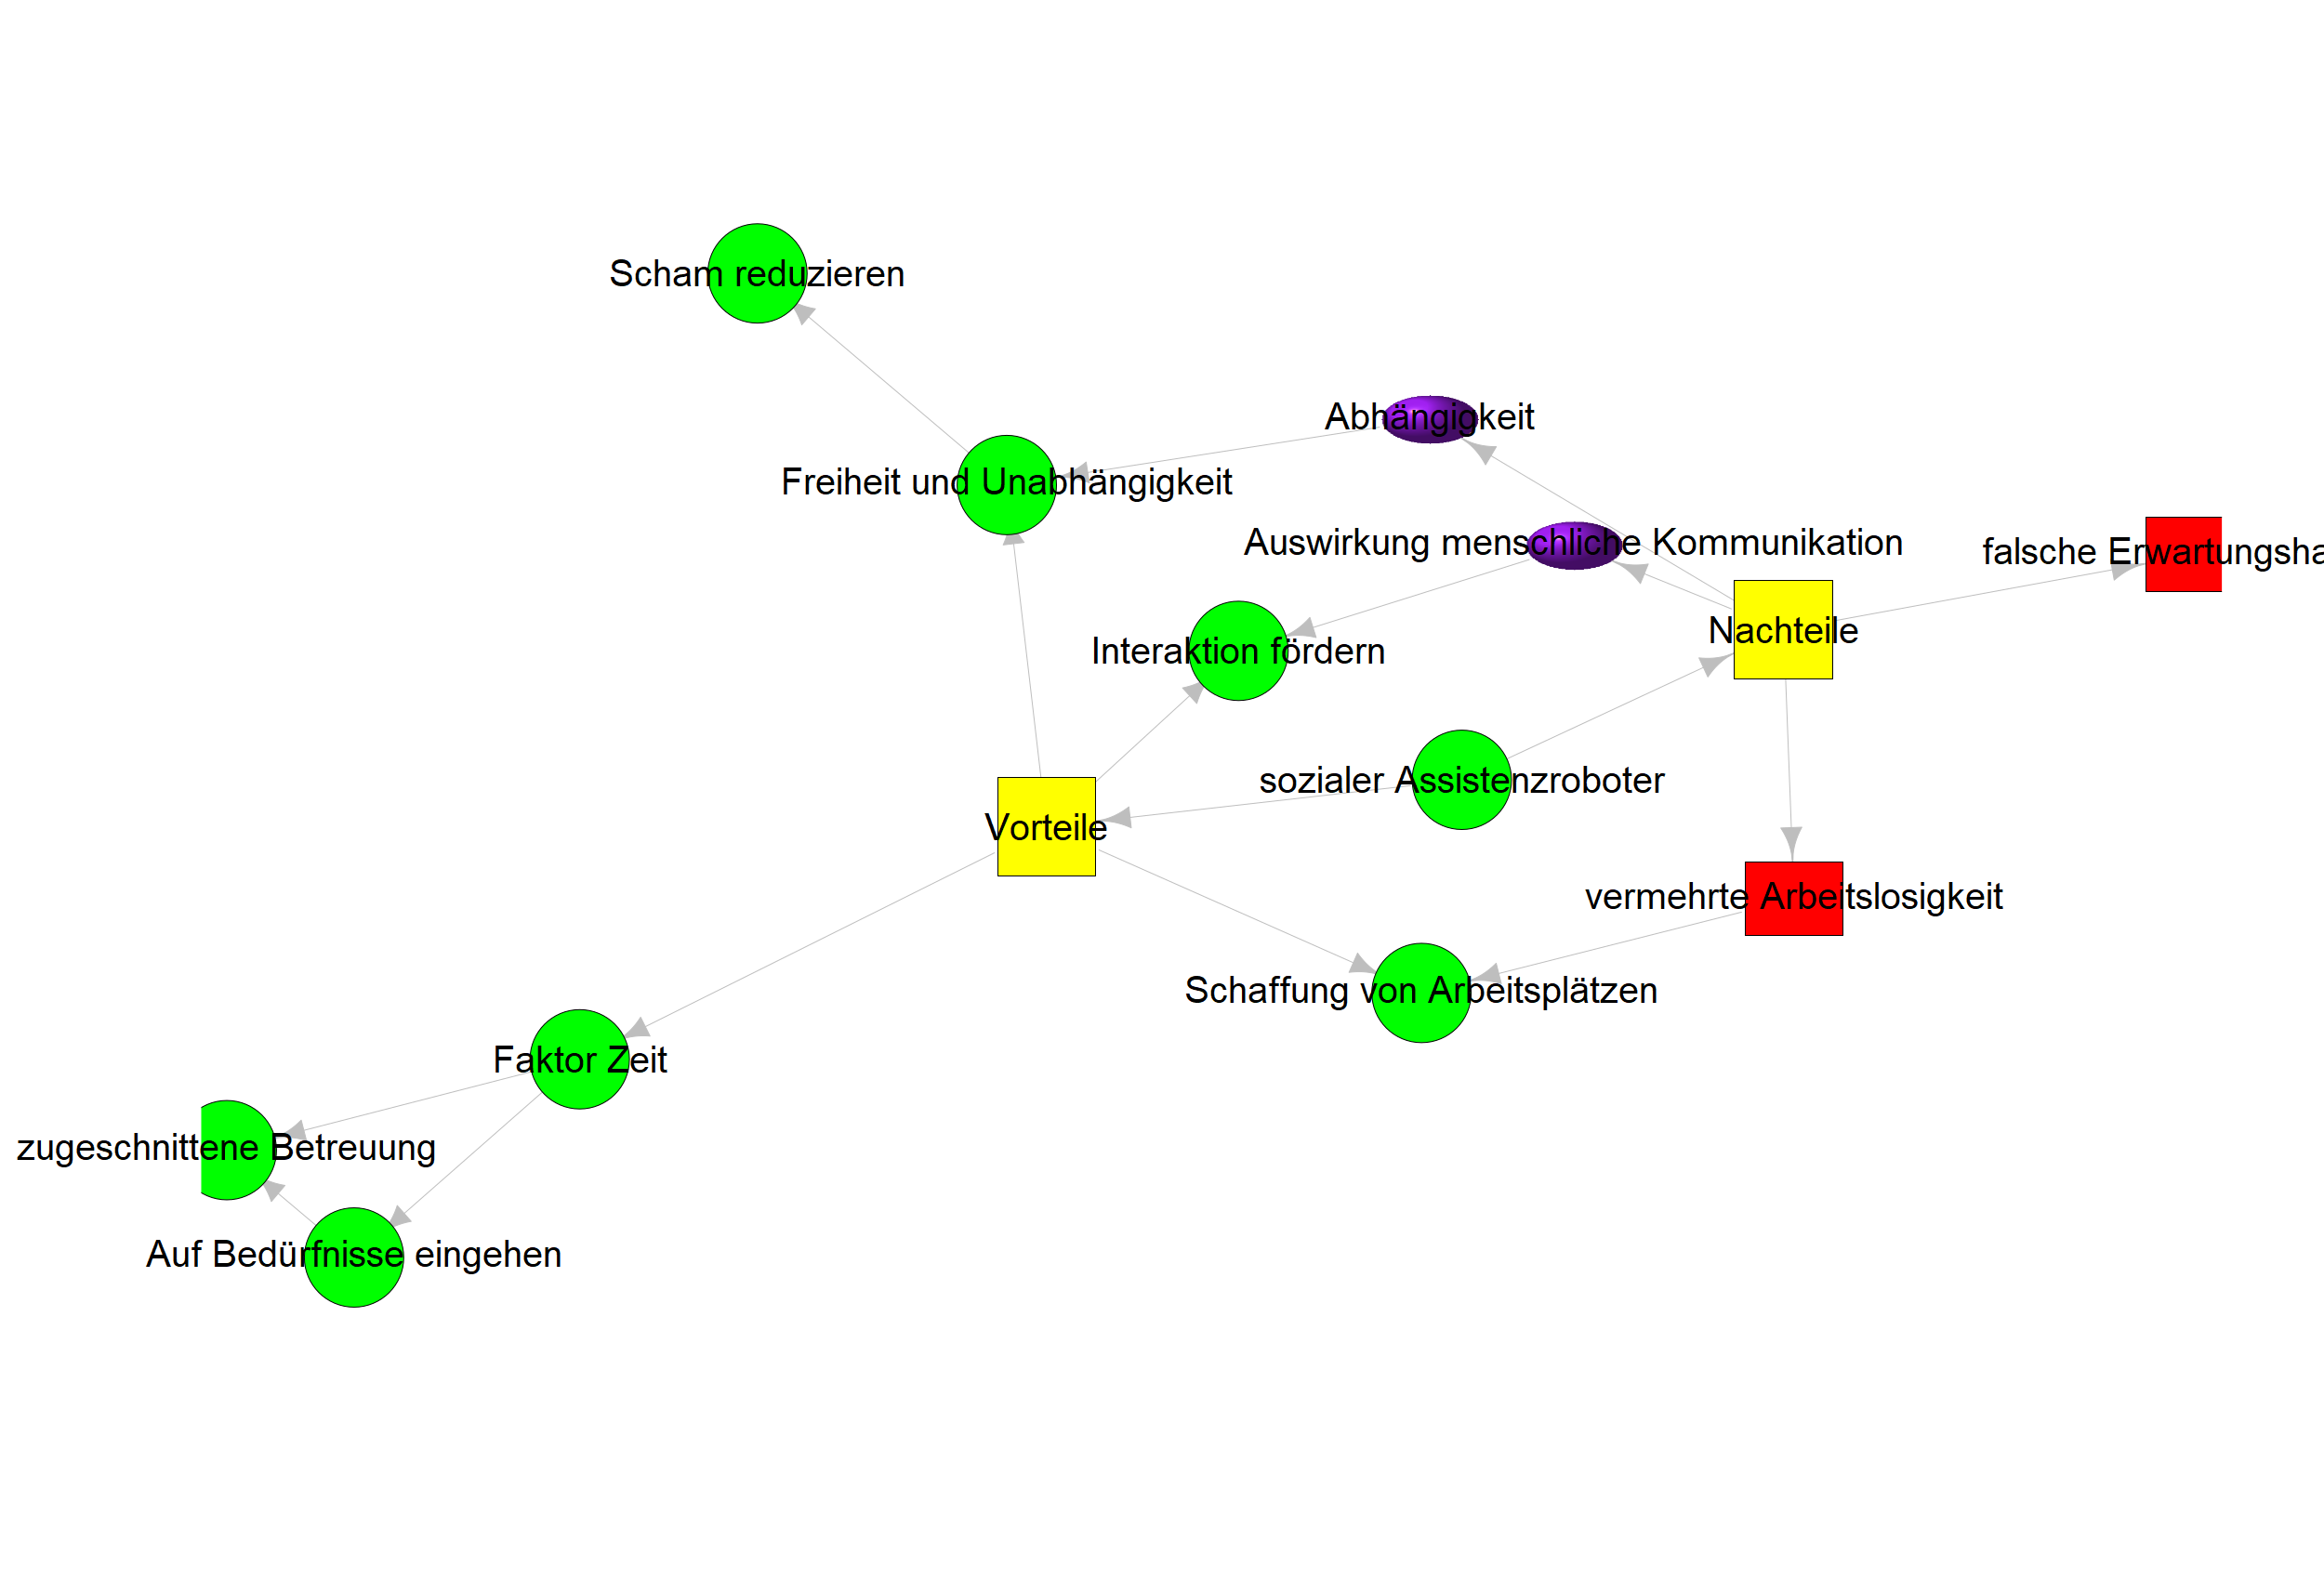 Scham reduzieren
Abhängigkeit
Freiheit und Unabhängigkeit
Auswirkung menschliche Kommunikation
falsche Erwartungsha
Nachteile
Interaktion fördern
sozialer Assistenzroboter
Vorteile
vermehrte Arbeitslosigkeit
Schaffung von Arbeitsplätzen
Faktor Zeit
zugeschnittene Betreuung
Auf Bedürfnisse eingehen